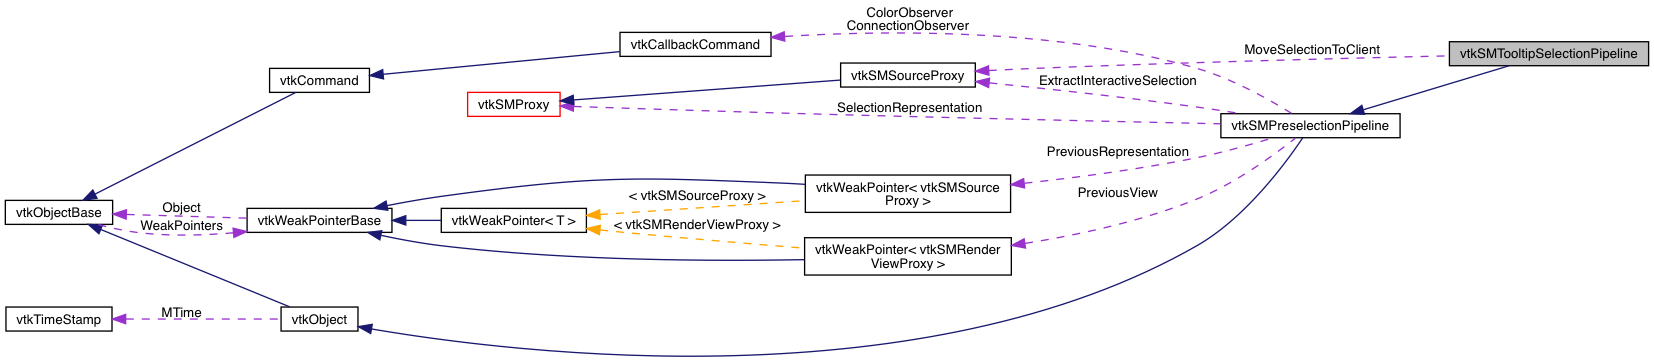 ColorObserver
ConnectionObserver
vtkCallbackCommand
MoveSelectionToClient
vtkSMTooltipSelectionPipeline
vtkCommand
vtkSMSourceProxy
ExtractInteractiveSelection
vtkSMProxy
SelectionRepresentation
vtkSMPreselectionPipeline
PreviousRepresentation
vtkWeakPointer< vtkSMSource
Proxy >
< vtkSMSourceProxy >
PreviousView
vtkObjectBase
Object
WeakPointers
vtkWeakPointerBase
vtkWeakPointer< T >
< vtkSMRenderViewProxy >
vtkWeakPointer< vtkSMRender
ViewProxy >
vtkTimeStamp
MTime
vtkObject